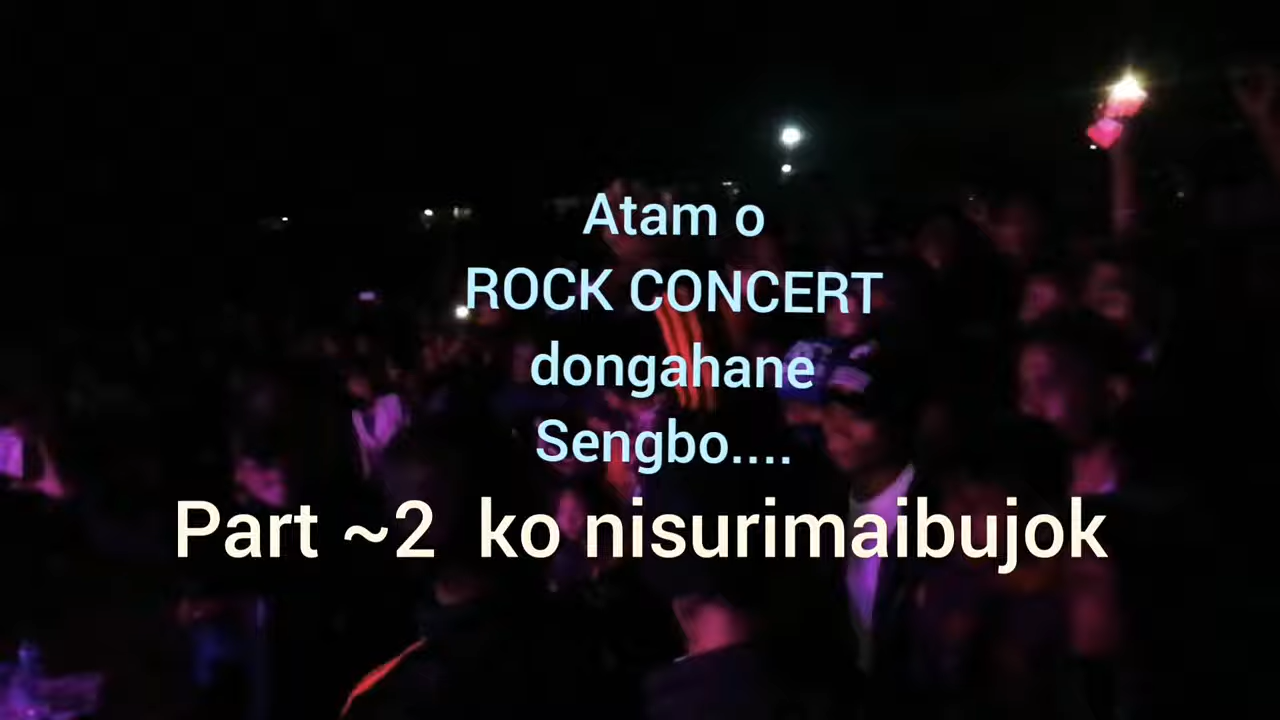 Atam o
ROCK CONCERT
dongahane
Sengbo....
Part ~2 ko nisurimaibujok